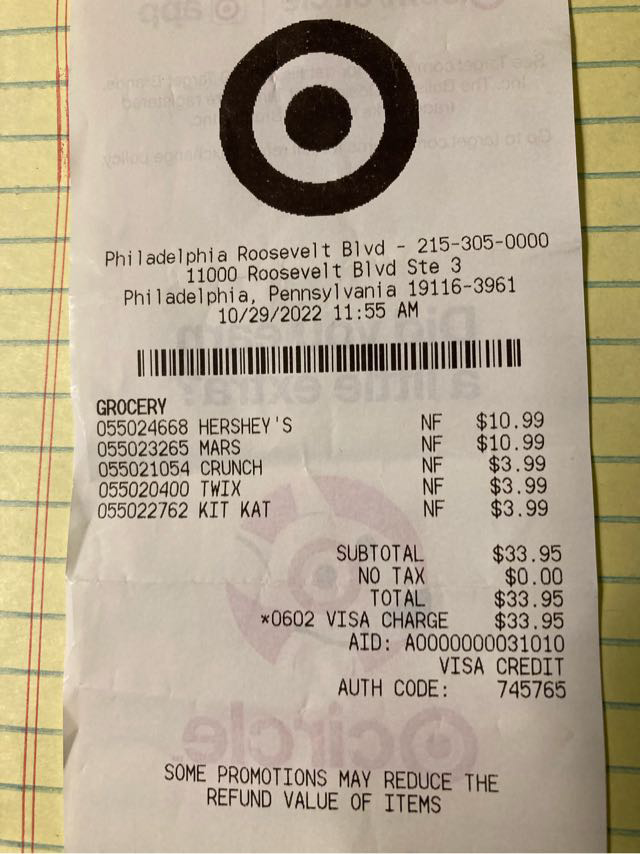 Philadelphia Roosevelt Blvd - 215-305-0000
11000 Roosevelt Blvd Ste 3
Philadelphia, Pennsylvania 19116-3961
10/29/2022 11:55 AM
GROCERY
055024668 HERSHEY'S NF $10.99
055023265 MARS NF $10.99
055021054 CRUNCH NF $3.99
055020400 TWIX NF $3.99
055022762 KIT KAT NF $3.99
SUBTOTAL $33.95
NO TAX $0.00
TOTAL $33.95
*0602 VISA CHARGE $33.95
AID: A0000000031010
VISA CREDIT
AUTH CODE: 745765
SOME PROMOTIONS MAY REDUCE THE
REFUND VALUE OF ITEMS